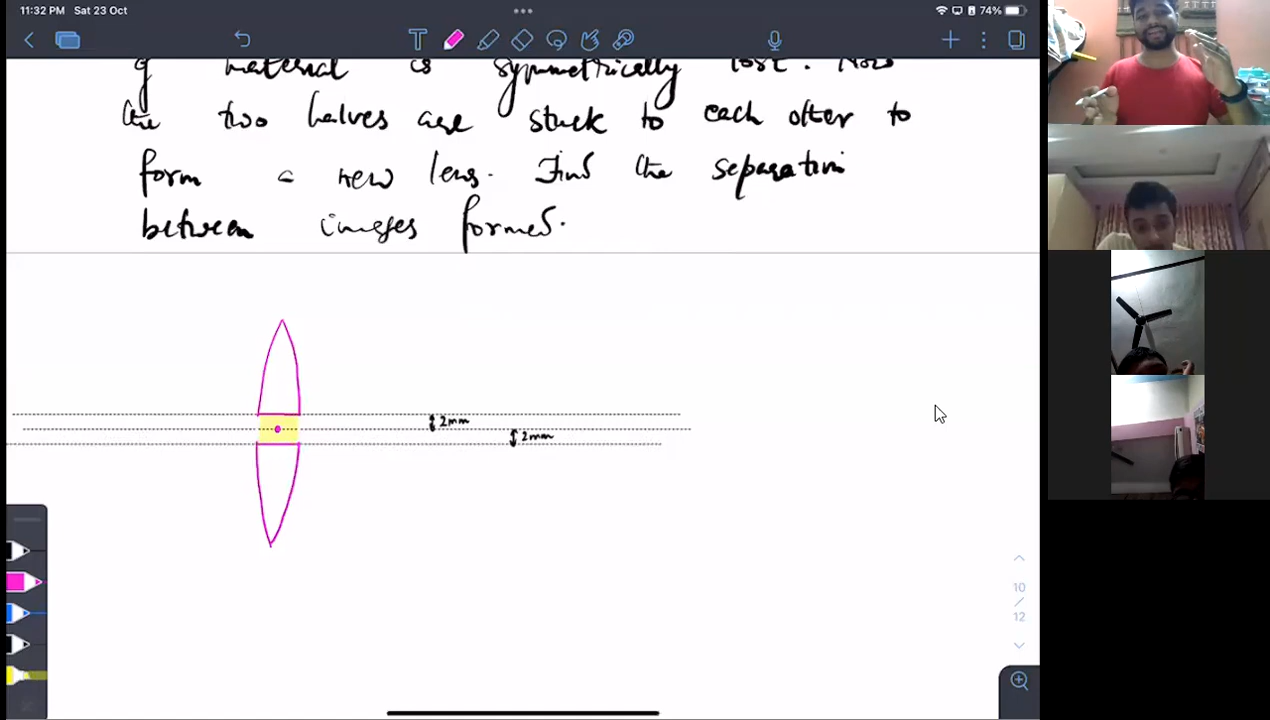 11:32 PM Sat 23 Oct
74%
T
of material is symmetrically lost. Now
the two halves are stuck to each other to
form a new lens. Find the separation
between images formed.
2mm
2mm
10
/
12